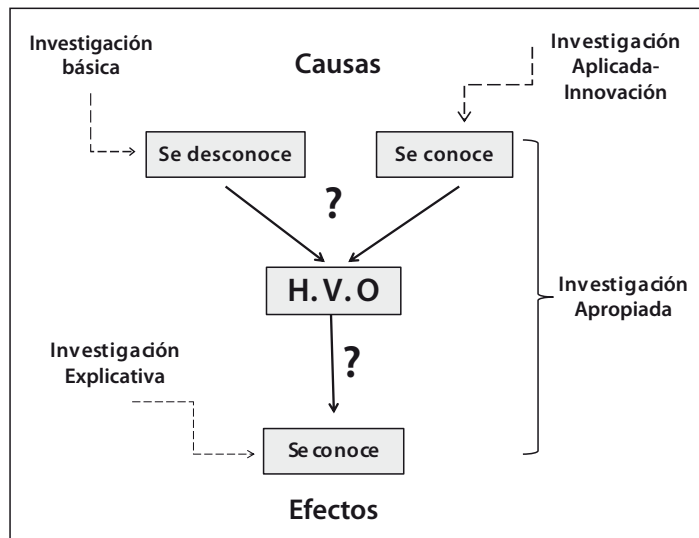 Investigación
básica
Causas
Investigación
Aplicada-
Innovación
Se desconoce
Se conoce
?
H. V. O
Investigación
Apropiada
?
Investigación
Explicativa
Se conoce
Efectos